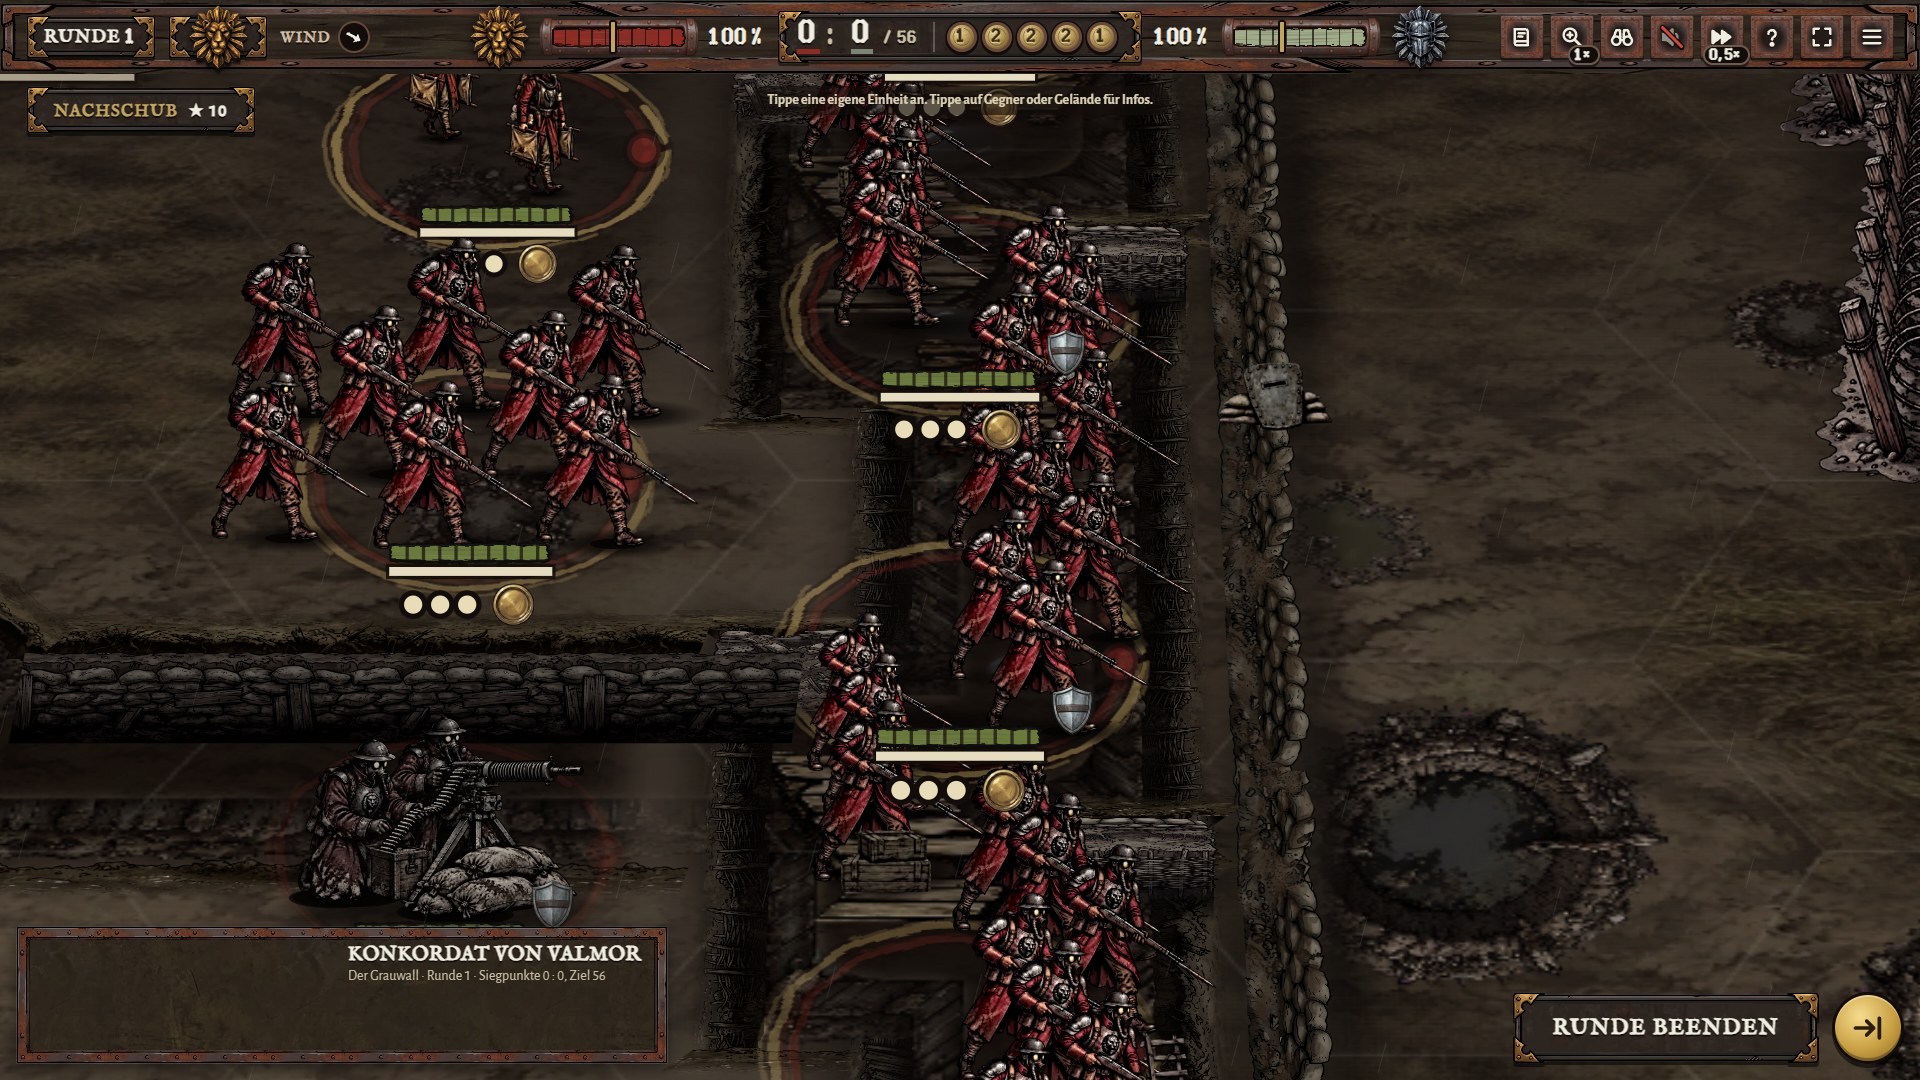 RUNDE 1
WIND
100%
0 : 0 / 56
1 2 2 2 1
100%
1×
0,5×
?
NACHSCHUB ★ 10
Tippe eine eigene Einheit an. Tippe auf Gegner oder Gelände für Infos.
KONKORDAT VON VALMOR
Der Grauwall · Runde 1 · Siegpunkte 0 : 0, Ziel 56
RUNDE BEENDEN